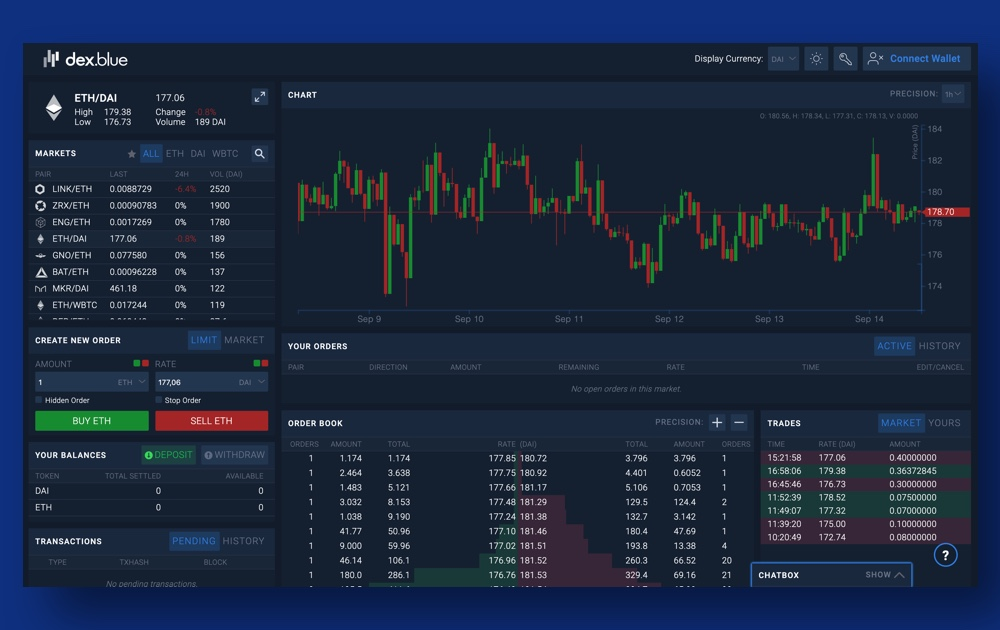 dex.blue
Display Currency: DAI
Connect Wallet
ETH/DAI 177.06
High 179.38 Change -0.8%
Low 176.73 Volume 189 DAI
MARKETS ALL ETH DAI WBTC
PAIR LAST 24H VOL (DAI)
LINK/ETH 0.0088729 -6.4% 2520
ZRX/ETH 0.00090783 0% 1900
ENG/ETH 0.0017269 0% 1780
ETH/DAI 177.06 -0.8% 189
GNO/ETH 0.077580 0% 156
BAT/ETH 0.00096228 0% 137
MKR/DAI 461.18 0% 122
ETH/WBTC 0.017244 0% 119
CREATE NEW ORDER LIMIT MARKET
AMOUNT RATE
1 ETH 177,06 DAI
Hidden Order Stop Order
BUY ETH SELL ETH
YOUR BALANCES DEPOSIT WITHDRAW
TOKEN TOTAL SETTLED AVAILABLE
DAI 0 0
ETH 0 0
TRANSACTIONS PENDING HISTORY
TYPE TXHASH BLOCK
No pending transactions.
CHART PRECISION: 1h
O: 180.56, H: 178.34, L: 177.31, C: 178.13, V: 0.0000
Price (DAI)
184
182
180
178.70
178
176
174
Sep 9 Sep 10 Sep 11 Sep 12 Sep 13 Sep 14
YOUR ORDERS ACTIVE HISTORY
PAIR DIRECTION AMOUNT REMAINING RATE TIME EDIT/CANCEL
No open orders in this market.
ORDER BOOK PRECISION: + −
ORDERS AMOUNT TOTAL RATE (DAI) TOTAL AMOUNT ORDERS
1 1.174 1.174 177.85 180.72 3.796 3.796 1
1 2.464 3.638 177.75 180.92 4.401 0.6052 1
1 1.483 5.121 177.66 181.17 5.106 0.7053 1
1 3.032 8.153 177.48 181.29 129.5 124.4 2
1 1.038 9.190 177.24 181.38 132.7 3.142 1
1 41.77 50.96 177.10 181.46 180.4 47.69 1
1 9.000 59.96 177.02 181.51 193.8 13.38 4
1 46.14 106.1 176.96 181.52 260.3 66.52 20
1 180.0 286.1 176.76 181.53 329.4 69.16 21
TRADES MARKET YOURS
TIME RATE (DAI) AMOUNT
15:21:58 177.06 0.40000000
16:58:06 179.38 0.36372845
16:45:46 176.73 0.30000000
11:52:39 178.52 0.07500000
11:49:07 177.32 0.07000000
11:39:20 175.00 0.10000000
10:20:49 172.74 0.08000000
?
CHATBOX SHOW